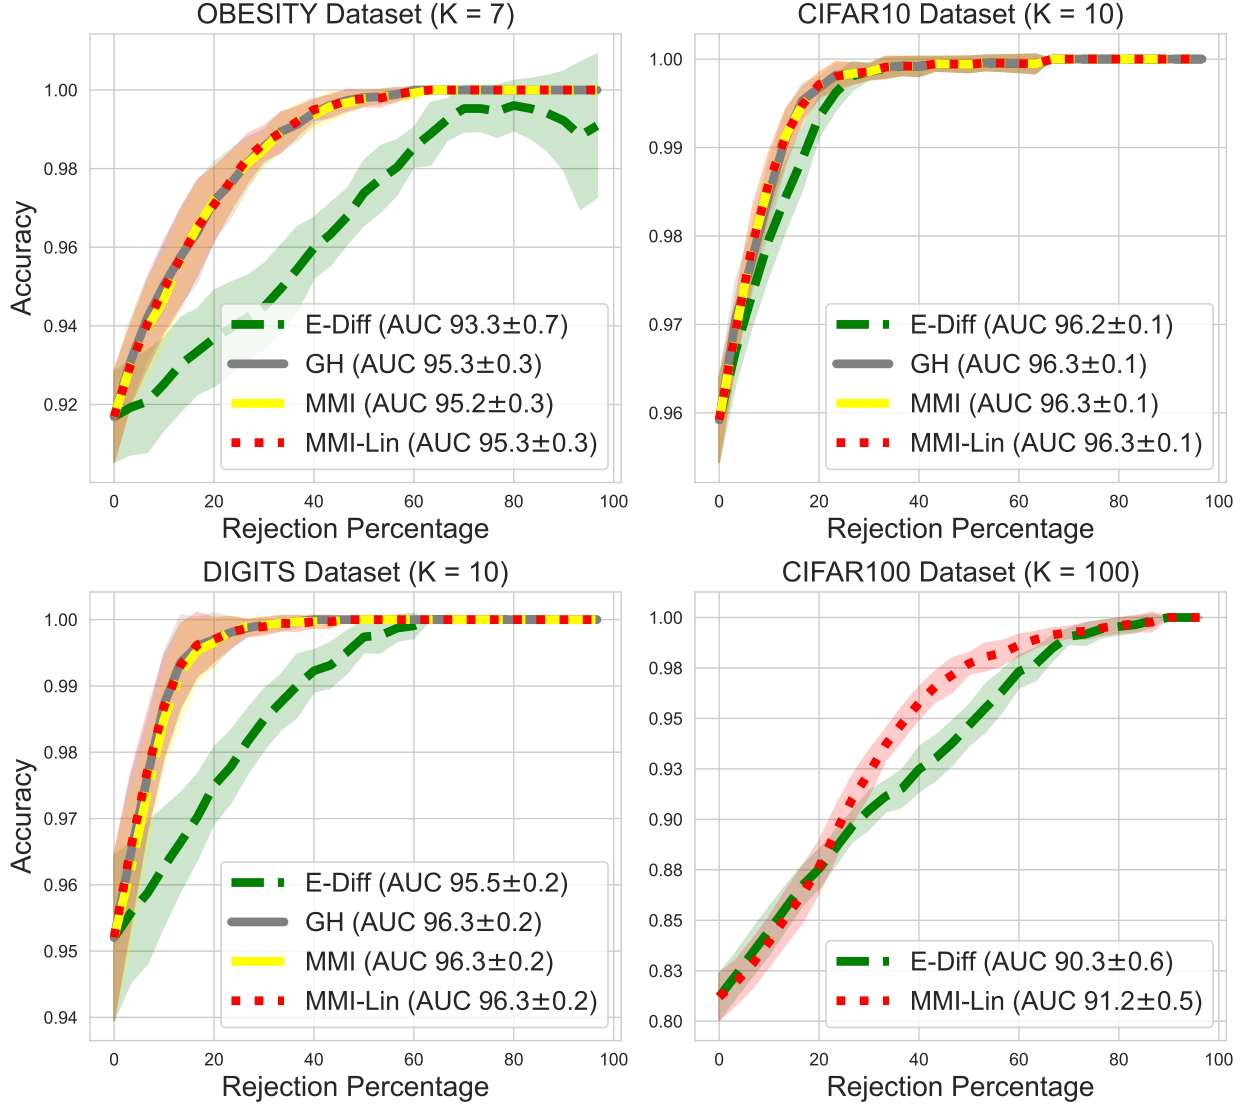 OBESITY Dataset (K = 7)
1.00
0.98
0.96
0.94
0.92
Accuracy
E-Diff (AUC 93.3±0.7)
GH (AUC 95.3±0.3)
MMI (AUC 95.2±0.3)
MMI-Lin (AUC 95.3±0.3)
0 20 40 60 80 100
Rejection Percentage
CIFAR10 Dataset (K = 10)
1.00
0.99
0.98
0.97
0.96
E-Diff (AUC 96.2±0.1)
GH (AUC 96.3±0.1)
MMI (AUC 96.3±0.1)
MMI-Lin (AUC 96.3±0.1)
0 20 40 60 80 100
Rejection Percentage
DIGITS Dataset (K = 10)
1.00
0.99
0.98
0.97
0.96
0.95
0.94
Accuracy
E-Diff (AUC 95.5±0.2)
GH (AUC 96.3±0.2)
MMI (AUC 96.3±0.2)
MMI-Lin (AUC 96.3±0.2)
0 20 40 60 80 100
Rejection Percentage
CIFAR100 Dataset (K = 100)
1.00
0.98
0.95
0.93
0.90
0.88
0.85
0.83
0.80
E-Diff (AUC 90.3±0.6)
MMI-Lin (AUC 91.2±0.5)
0 20 40 60 80 100
Rejection Percentage